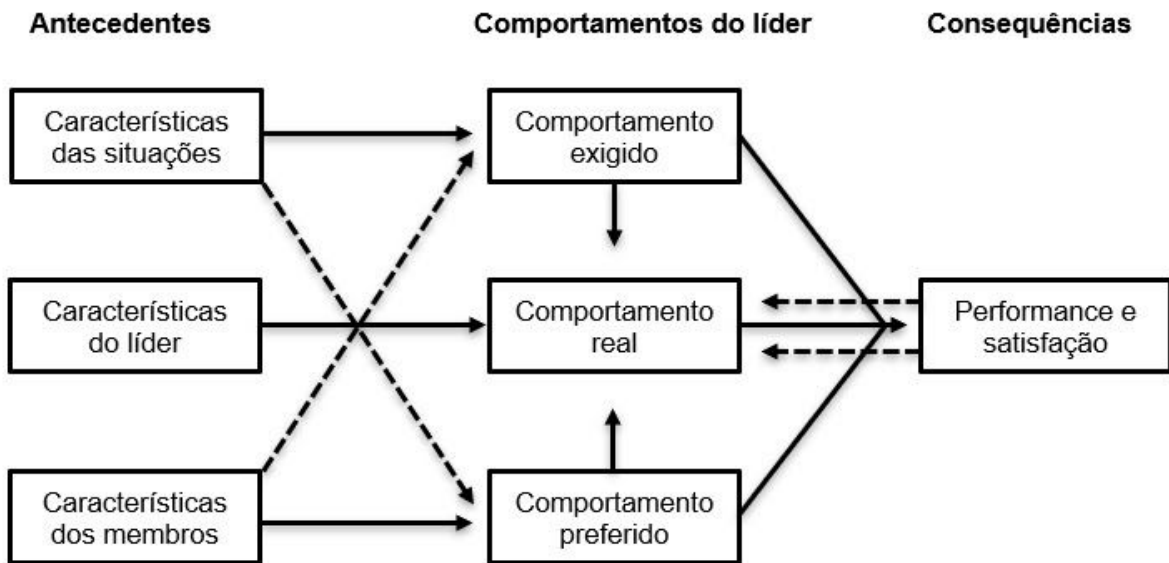 Antecedentes
Comportamentos do líder
Consequências
Características
das situações
Comportamento
exigido
Características
do líder
Comportamento
real
Performance e
satisfação
Características
dos membros
Comportamento
preferido